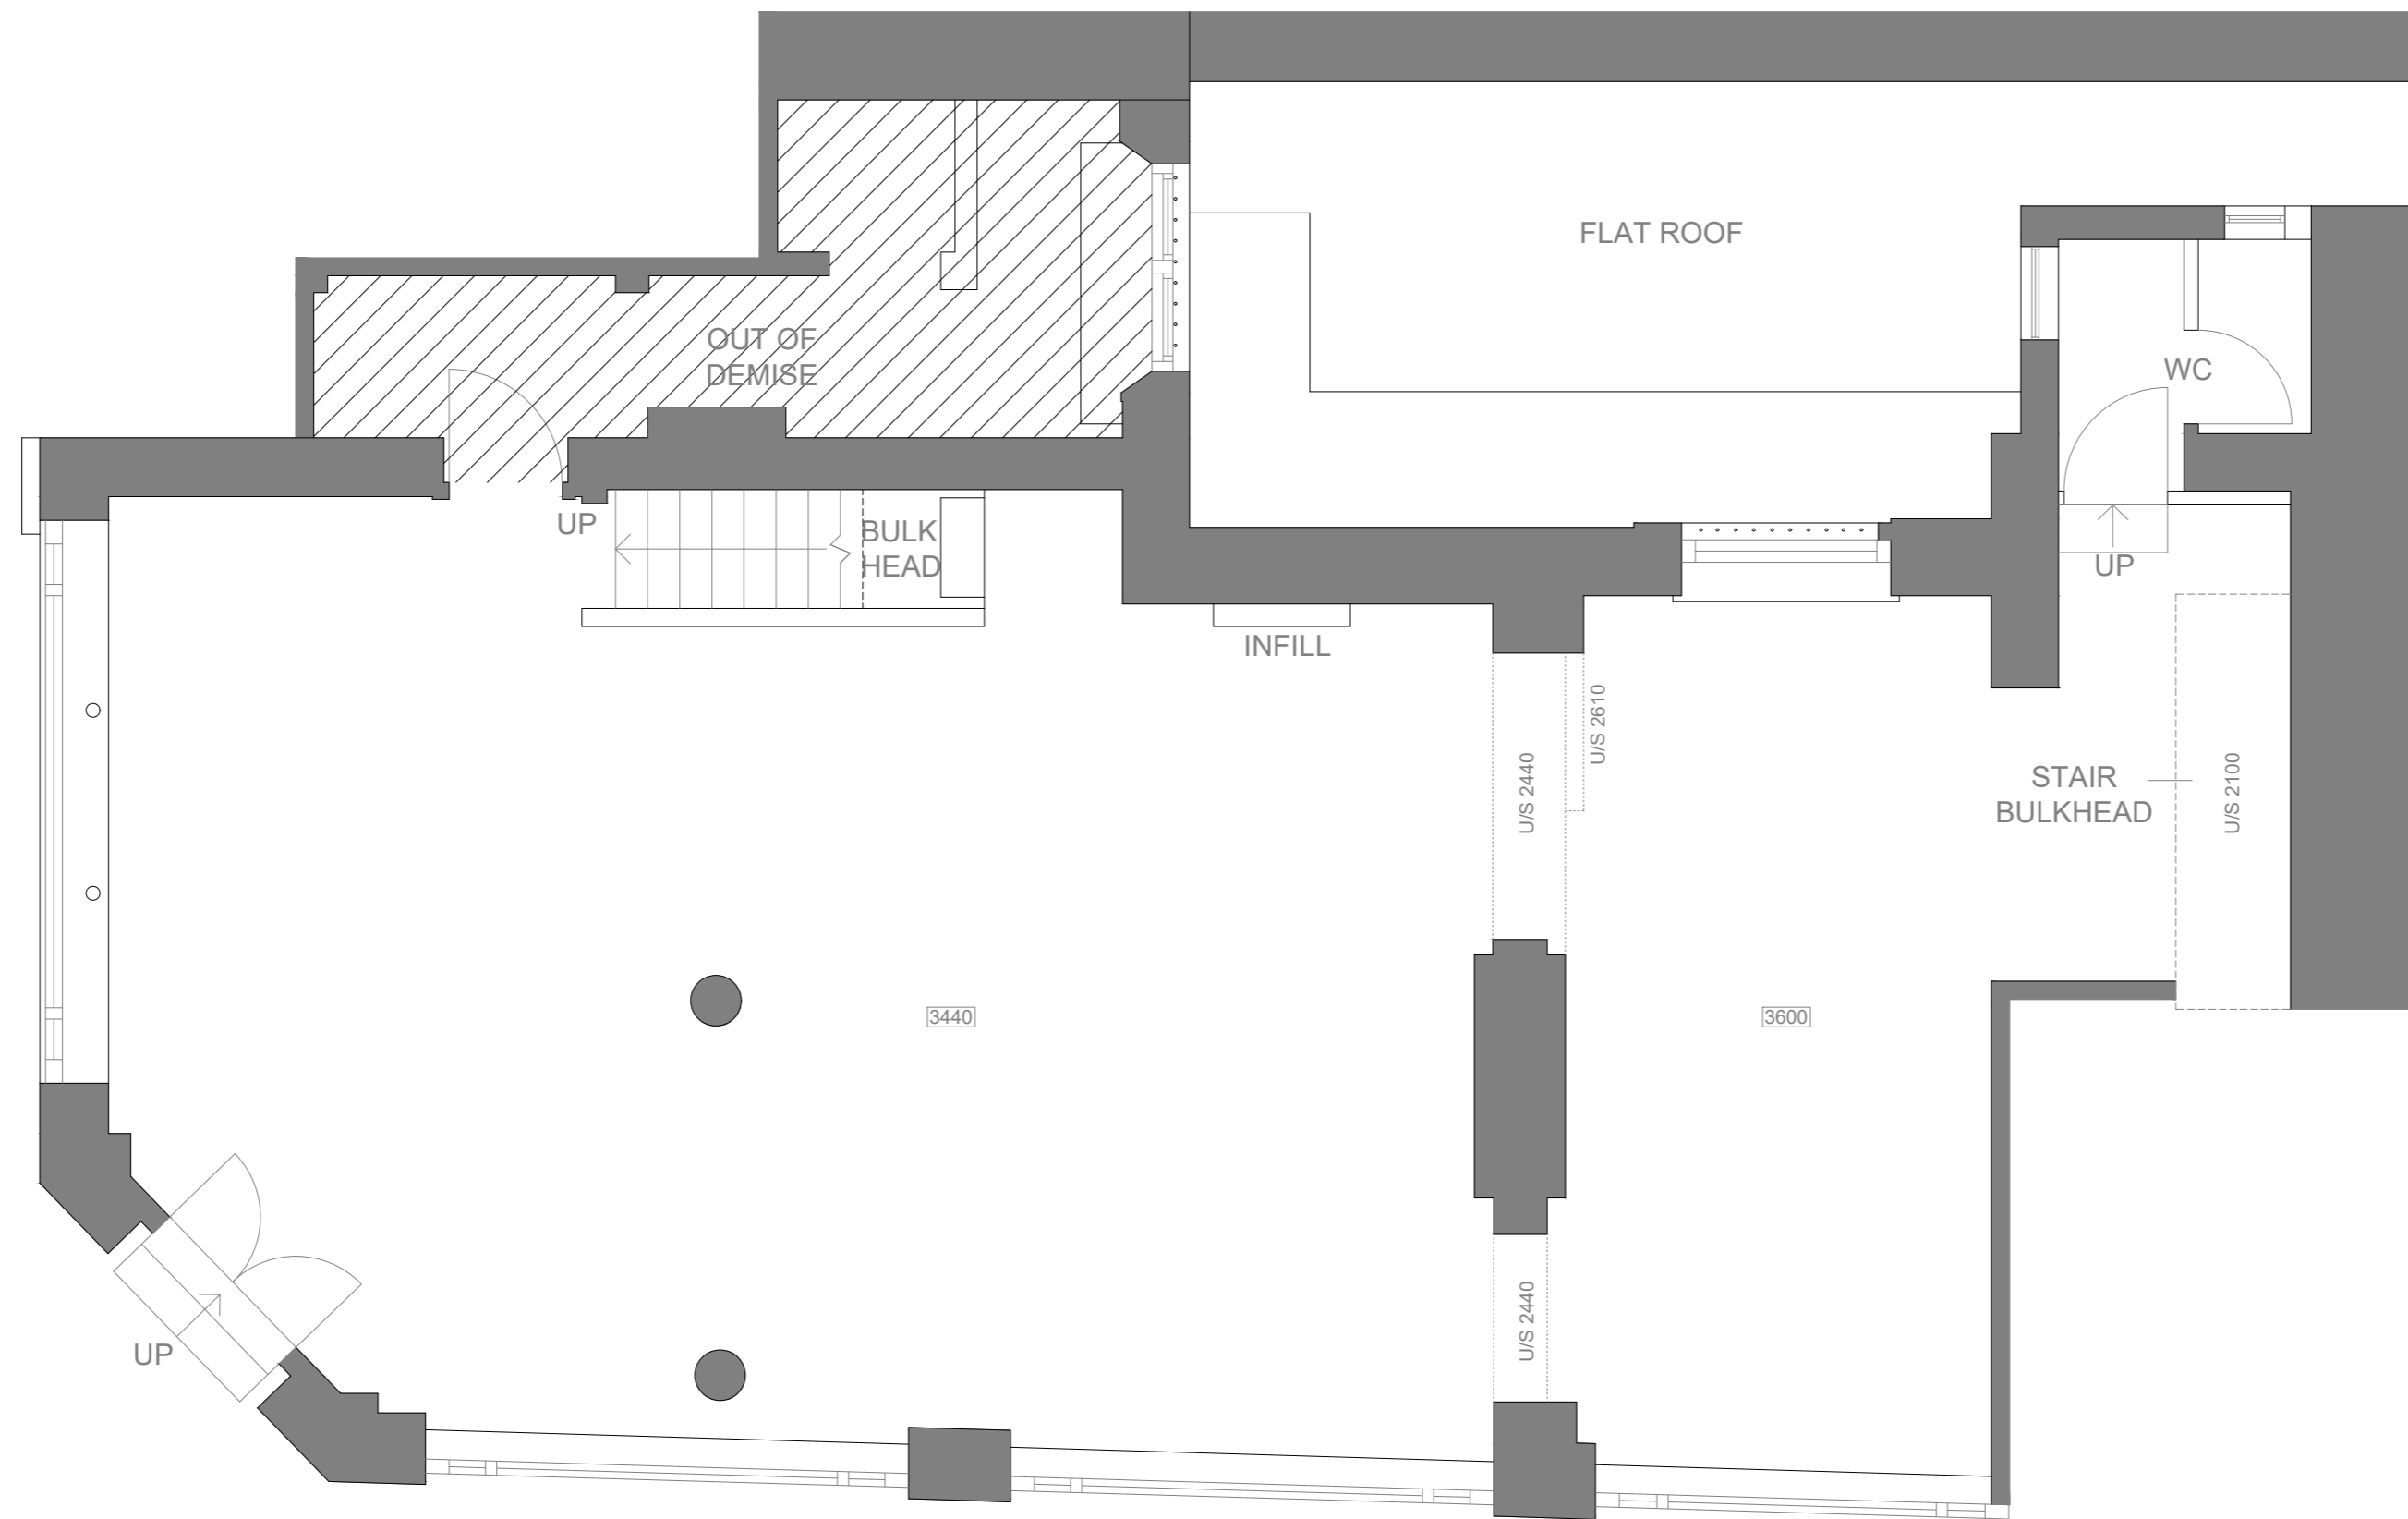 FLAT ROOF
OUT OF
DEMISE
WC
UP
BULK
HEAD
UP
INFILL
U/S 2610
U/S 2440
STAIR
BULKHEAD
U/S 2100
3440
3600
U/S 2440
UP